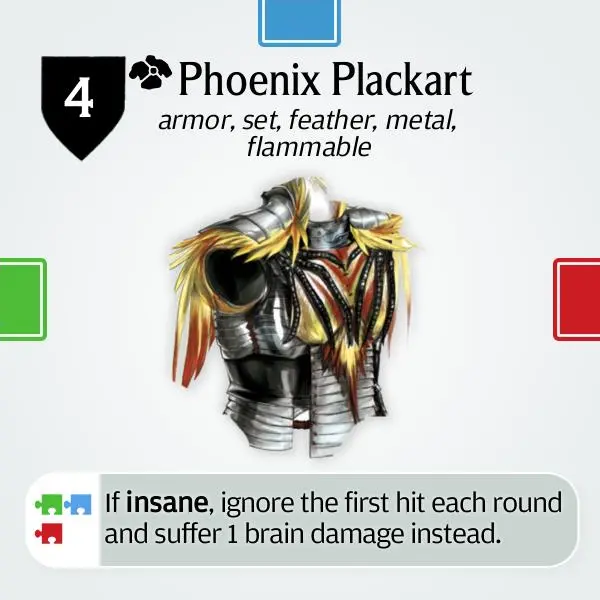 4
Phoenix Plackart
armor, set, feather, metal,
flammable
If insane, ignore the first hit each round
and suffer 1 brain damage instead.